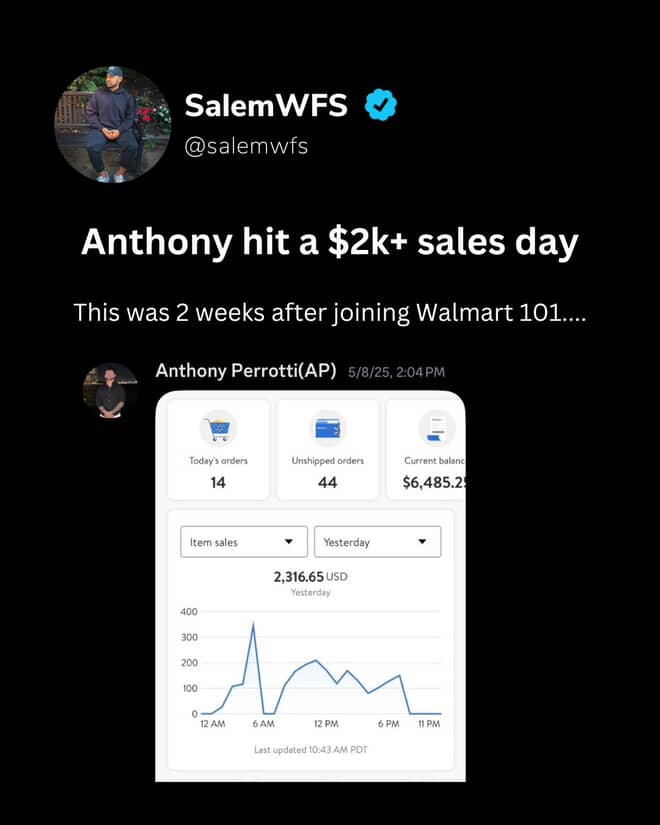 SalemWFS
@salemwfs
Anthony hit a $2k+ sales day
This was 2 weeks after joining Walmart 101....
Anthony Perrotti(AP) 5/8/25, 2:04 PM
Today's orders
14
Unshipped orders
44
Current balanc
$6,485.25
Item sales
Yesterday
2,316.65 USD
Yesterday
400
300
200
100
0
12 AM 6 AM 12 PM 6 PM 11 PM
Last updated 10:43 AM PDT